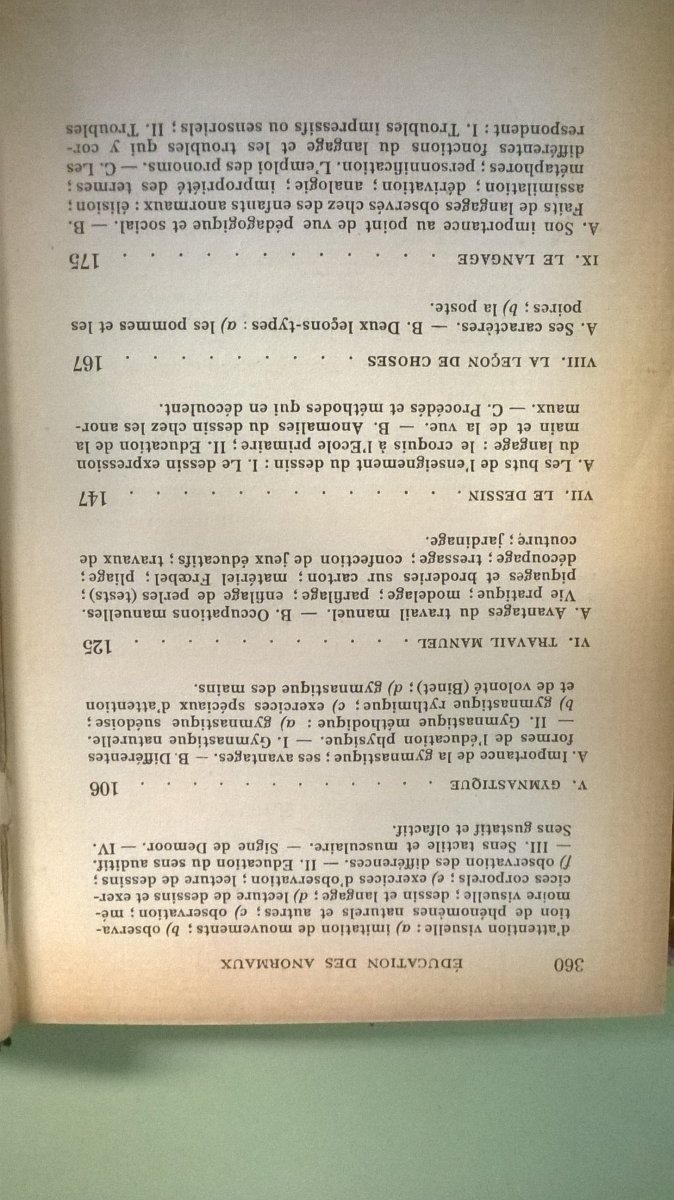 360 ÉDUCATION DES ANORMAUX
d'attention visuelle : a) imitation de mouvements ; b) observa-
tion de phénomènes naturels et autres ; c) observation ; mé-
moire visuelle ; dessin et langage ; d) lecture de dessins et exer-
cices corporels ; e) exercices d'observation ; lecture de dessins ;
f) observation des différences. — II. Education du sens auditif.
— III. Sens tactile et musculaire. — Signe de Demoor. — IV.
Sens gustatif et olfactif.
V. GYMNASTIQUE . . . . . . . . . . . . 106
A. Importance de la gymnastique ; ses avantages. — B. Différentes
formes de l'éducation physique. — I. Gymnastique naturelle.
— II. Gymnastique méthodique : a) gymnastique suédoise ;
b) gymnastique rythmique ; c) exercices spéciaux d'attention
et de volonté (Binet) ; d) gymnastique des mains.
VI. TRAVAIL MANUEL . . . . . . . . . . . 125
A. Avantages du travail manuel. — B. Occupations manuelles.
Vie pratique ; modelage ; parfilage ; enfilage de perles (tests) ;
piquages et broderies sur carton ; matériel Frœbel ; pliage ;
découpage ; tressage ; confection de jeux éducatifs ; travaux de
couture ; jardinage.
VII. LE DESSIN . . . . . . . . . . . . . 147
A. Les buts de l'enseignement du dessin : I. Le dessin expression
du langage : le croquis à l'Ecole primaire ; II. Education de la
main et de la vue. — B. Anomalies du dessin chez les anor-
maux. — C. Procédés et méthodes qui en découlent.
VIII. LA LEÇON DE CHOSES . . . . . . . . . 167
A. Ses caractères. — B. Deux leçons-types : a) les pommes et les
poires ; b) la poste.
IX. LE LANGAGE . . . . . . . . . . . . . 175
A. Son importance au point de vue pédagogique et social. — B.
Faits de langages observés chez des enfants anormaux : élision ;
assimilation ; dérivation ; analogie ; impropriété des termes ;
métaphores ; personnification. L'emploi des pronoms. — C. Les
différentes fonctions du langage et les troubles qui y cor-
respondent : I. Troubles impressifs ou sensoriels ; II. Troubles